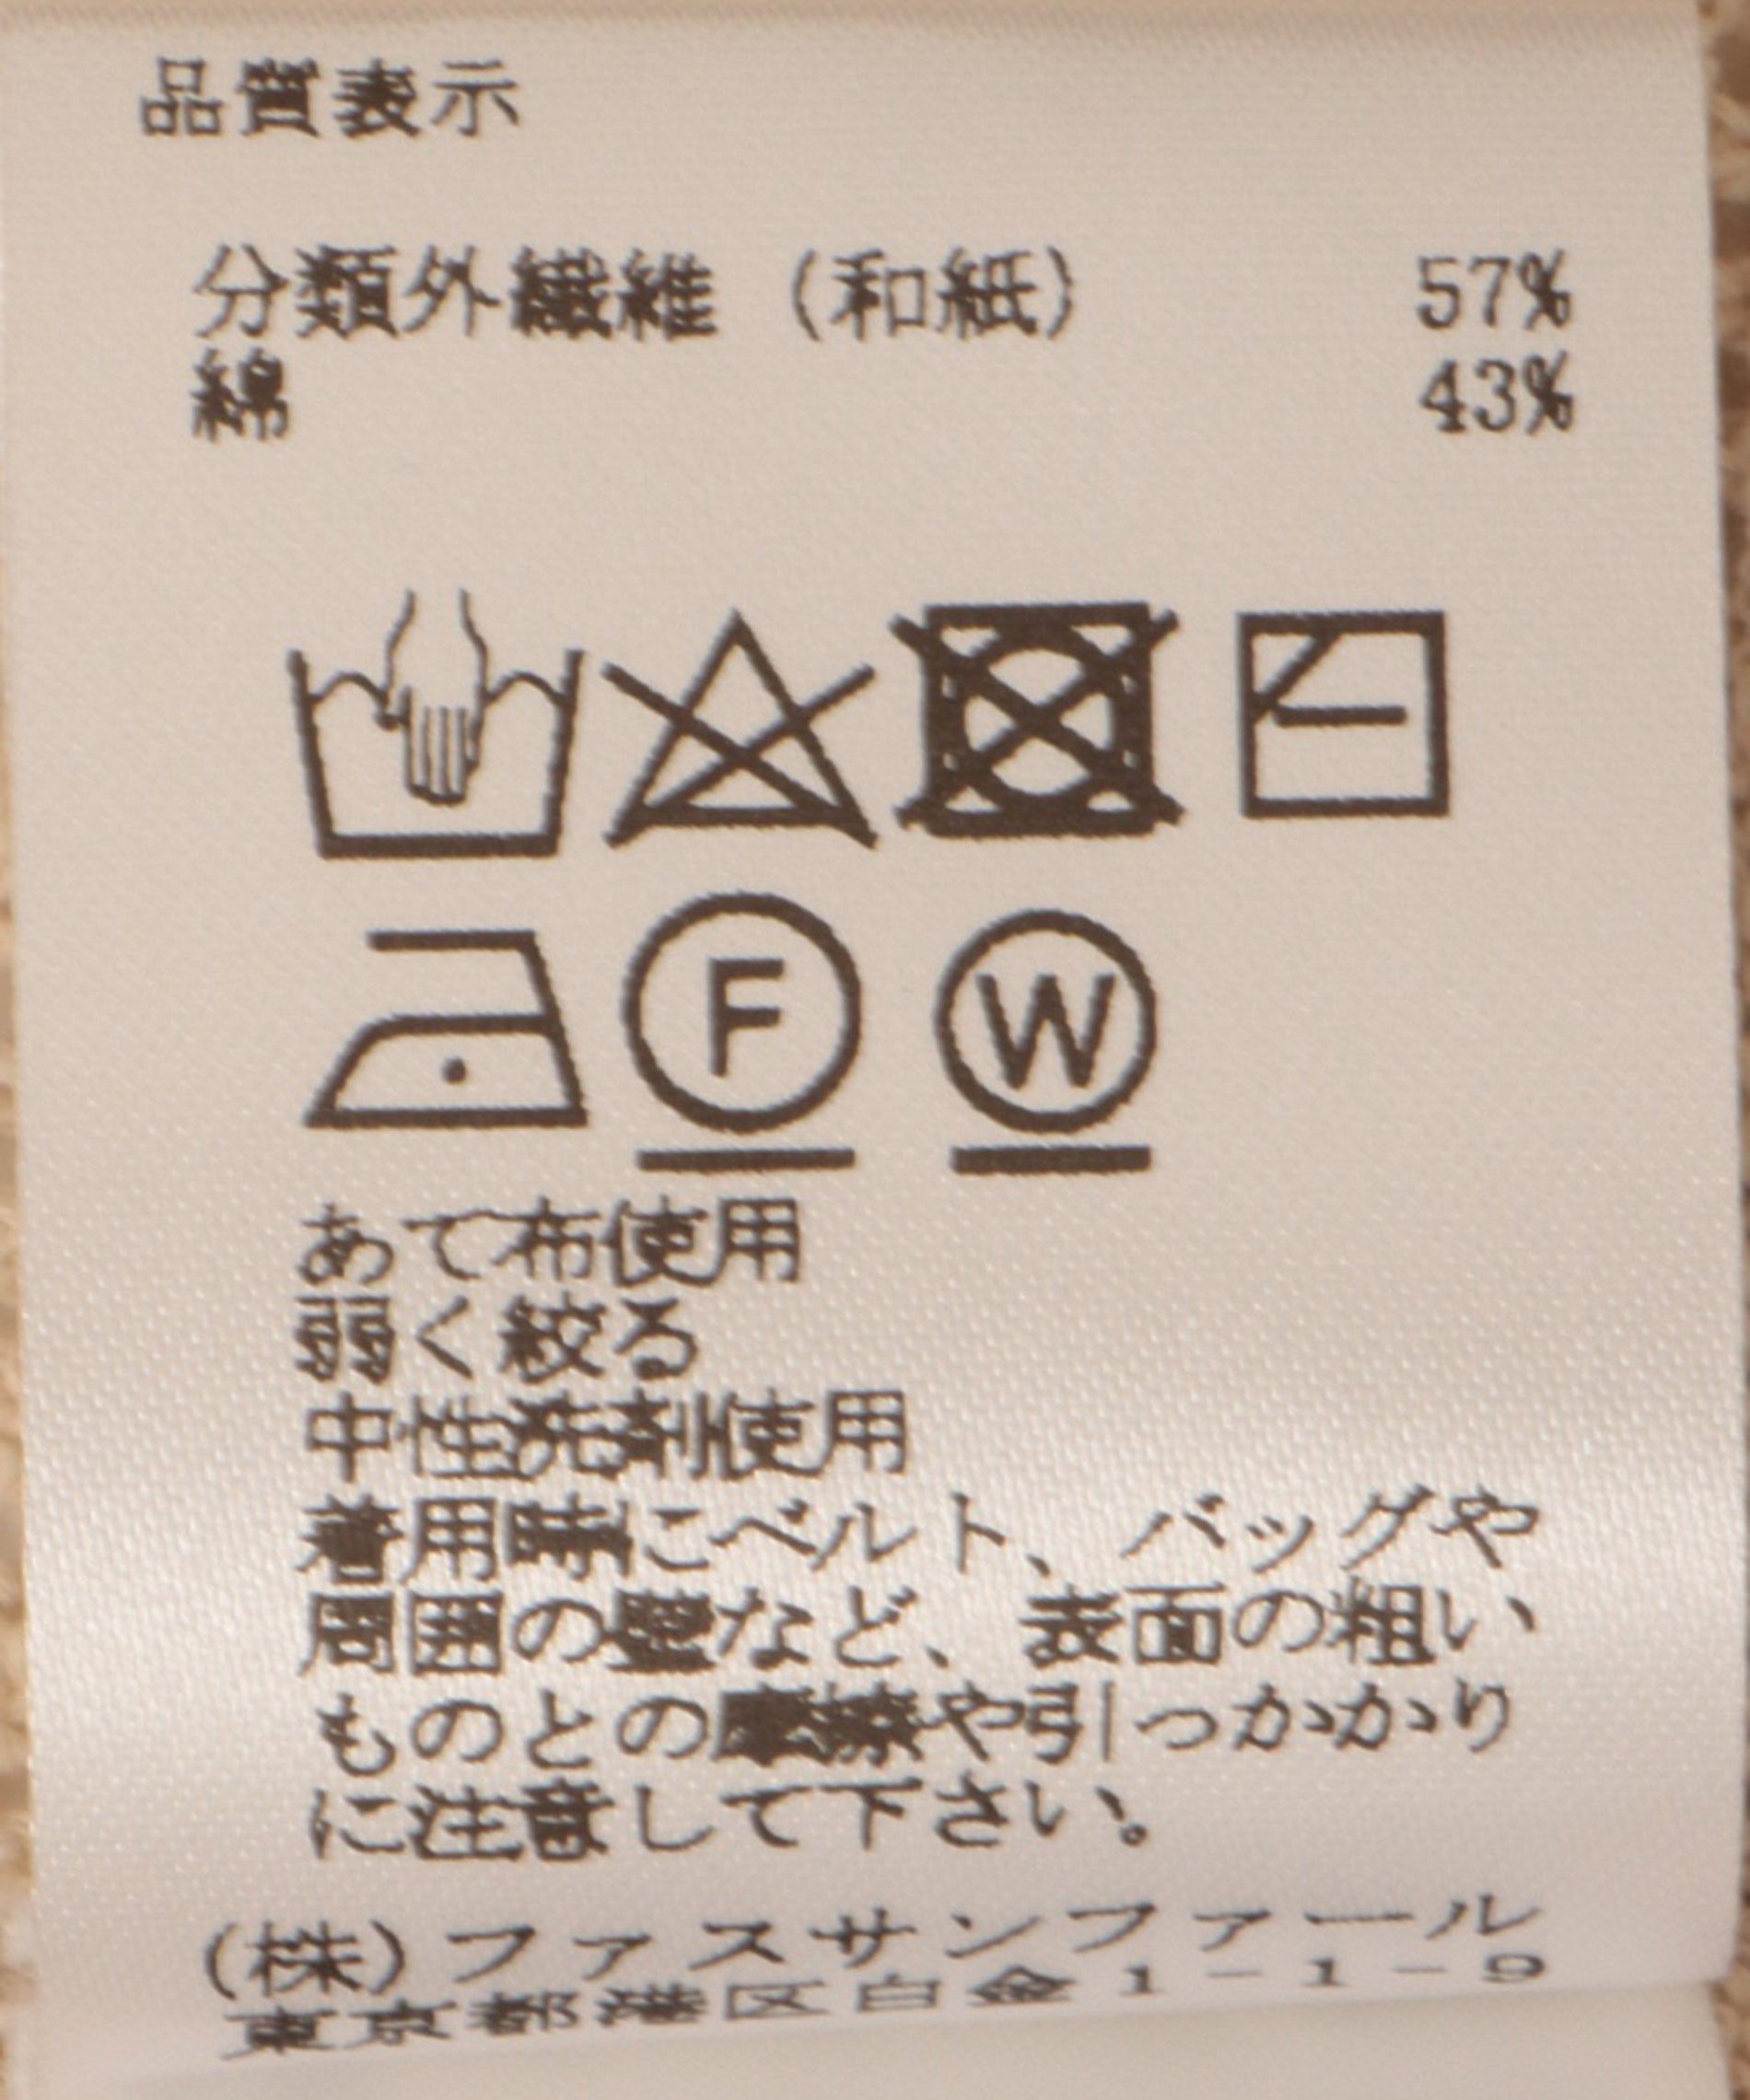 品質表示
分類外繊維（和紙） 57%
綿 43%
F W
あて布使用
弱く絞る
中性洗剤使用
着用時にベルト、バッグや
周囲の壁など、表面の粗い
ものとの摩擦や引っかかり
に注意して下さい。
(株)ファスサンファール
東京都港区白金1-1-9